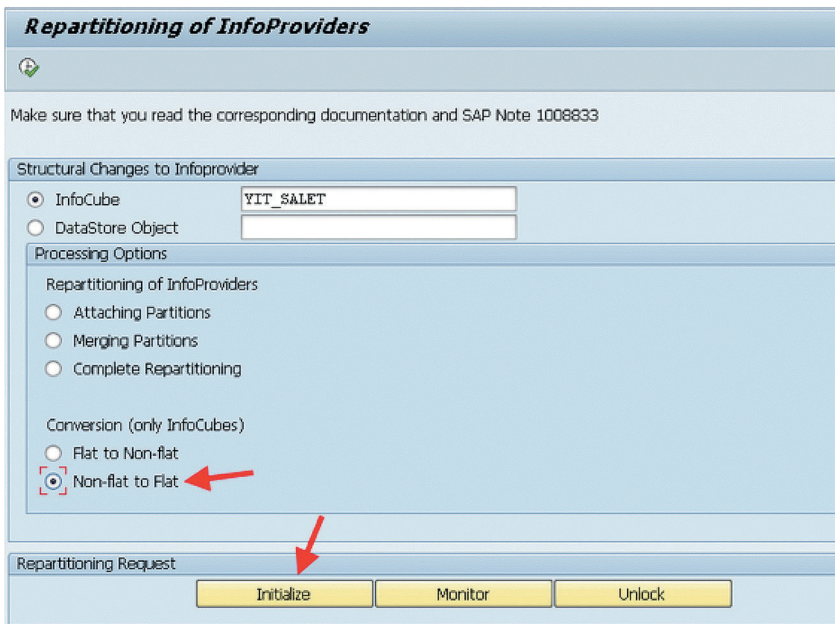 Repartitioning of InfoProviders
Make sure that you read the corresponding documentation and SAP Note 1008833
Structural Changes to Infoprovider
InfoCube YIT_SALET
DataStore Object
Processing Options
Repartitioning of InfoProviders
Attaching Partitions
Merging Partitions
Complete Repartitioning
Conversion (only InfoCubes)
Flat to Non-flat
Non-flat to Flat
Repartitioning Request
Initialize Monitor Unlock